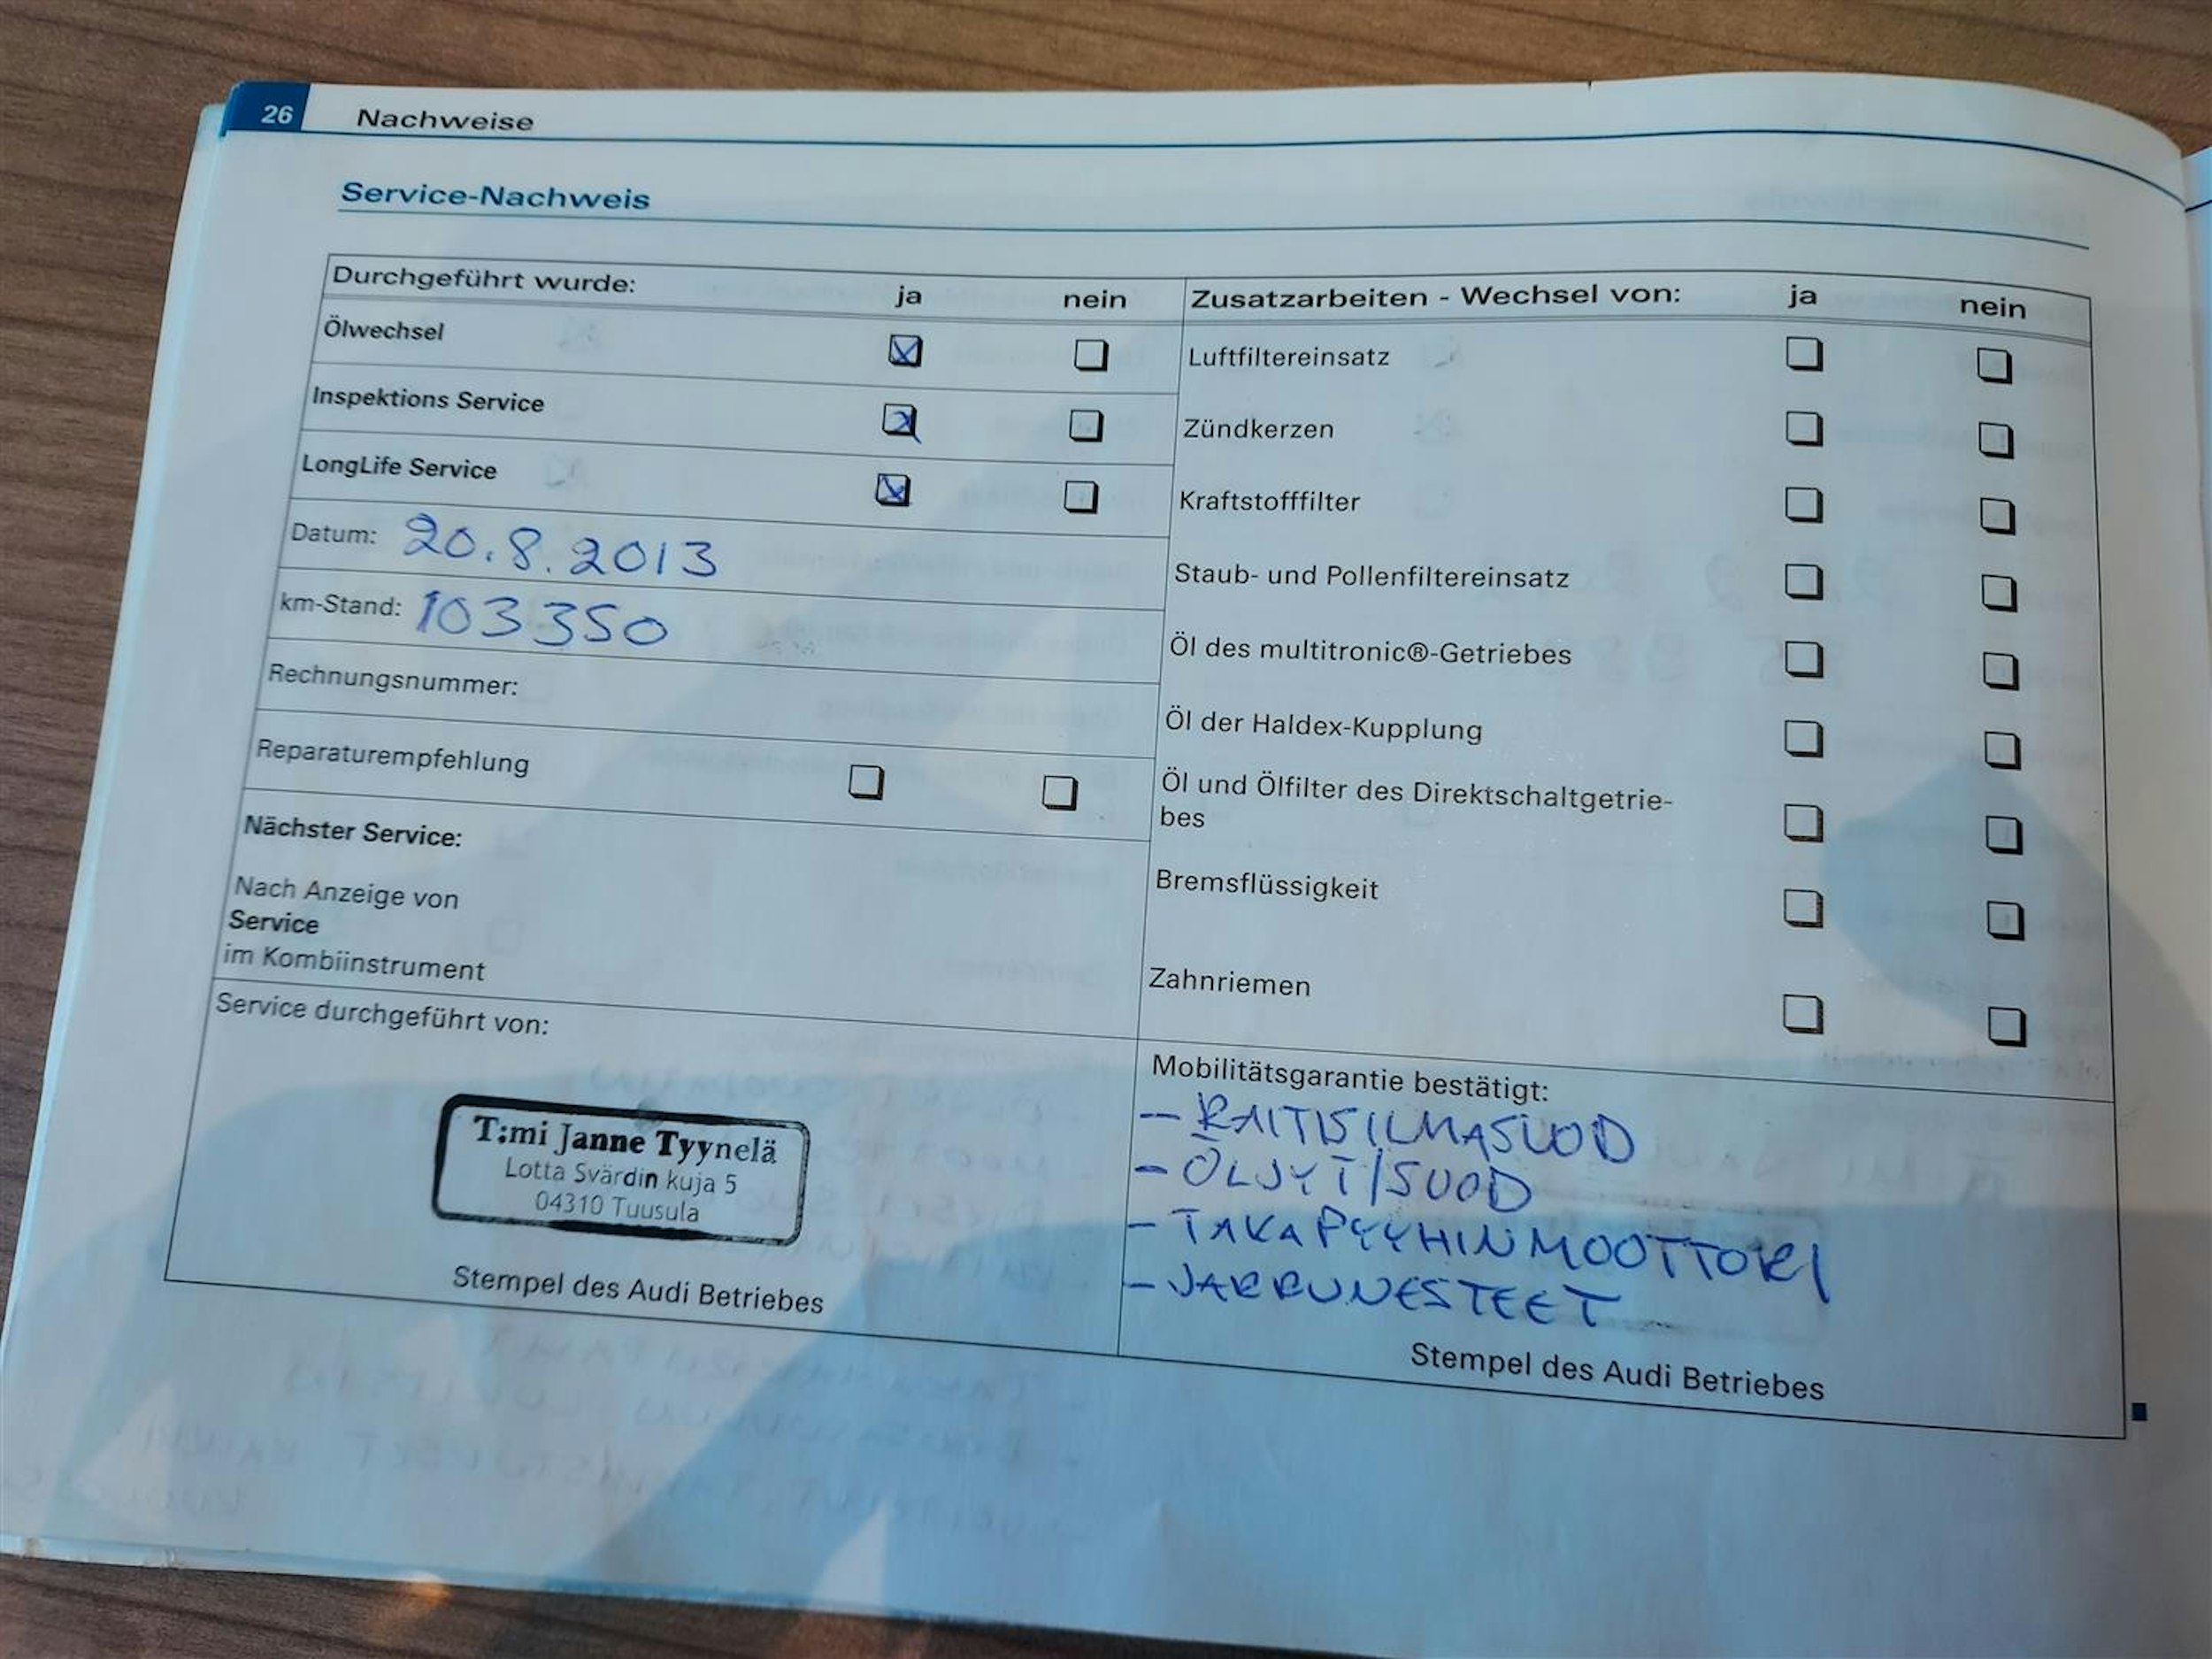 26 Nachweise
Service-Nachweis
Durchgeführt wurde: ja nein
Ölwechsel
Inspektions Service
LongLife Service
Datum: 20.8.2013
km-Stand: 103350
Rechnungsnummer:
Reparaturempfehlung
Nächster Service:
Nach Anzeige von
Service
im Kombiinstrument
Service durchgeführt von:
T:mi Janne Tyynelä
Lotta Svärdin kuja 5
04310 Tuusula
Stempel des Audi Betriebes
Zusatzarbeiten - Wechsel von: ja nein
Luftfiltereinsatz
Zündkerzen
Kraftstofffilter
Staub- und Pollenfiltereinsatz
Öl des multitronic®-Getriebes
Öl der Haldex-Kupplung
Öl und Ölfilter des Direktschaltgetrie-
bes
Bremsflüssigkeit
Zahnriemen
Mobilitätsgarantie bestätigt:
- RAITISILMASUOD
- ÖLJYT/SUOD
- TAKAPYYHINMOOTTORI
- JARRUNESTEET
Stempel des Audi Betriebes